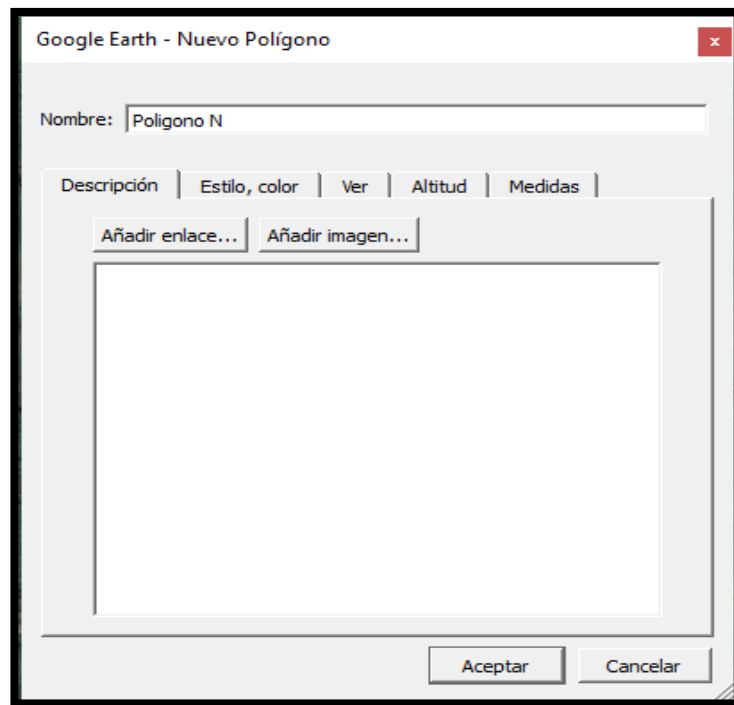 Google Earth - Nuevo Polígono
x
Nombre: Poligono N
Descripción Estilo, color Ver Altitud Medidas
Añadir enlace... Añadir imagen...
Aceptar Cancelar